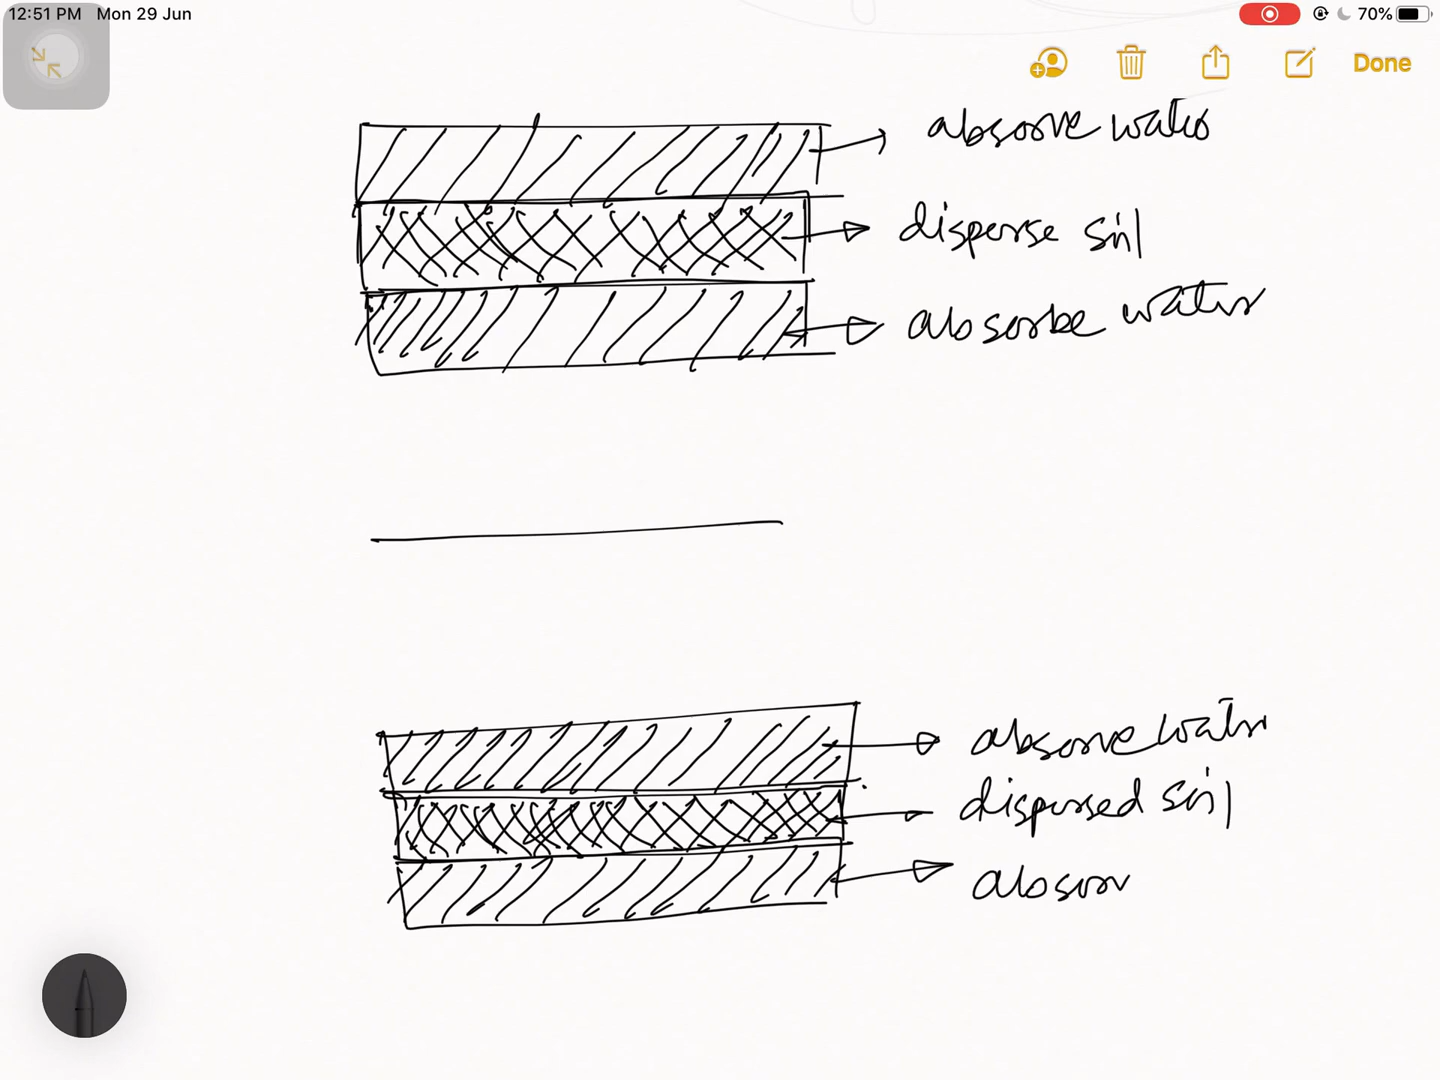 12:51 PM Mon 29 Jun
70%
Done
absorve water
disperse soil
absorbe water
absorve water
dispersed soil
absorv